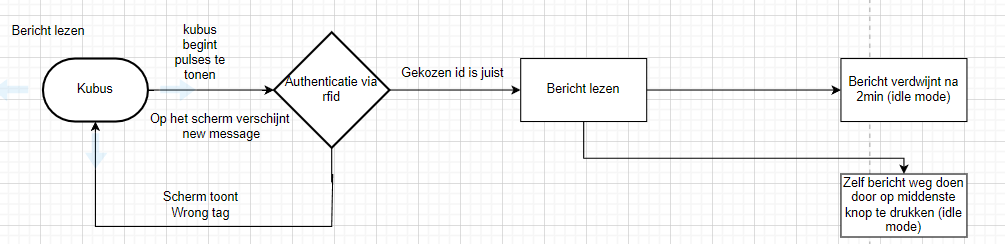 Bericht lezen
kubus
begint
pulses te
tonen
Kubus
Op het scherm verschijnt
new message
Authenticatie via
rfid
Gekozen id is juist
Bericht lezen
Bericht verdwijnt na
2min (idle mode)
Scherm toont
Wrong tag
Zelf bericht weg doen
door op middenste
knop te drukken (idle
mode)